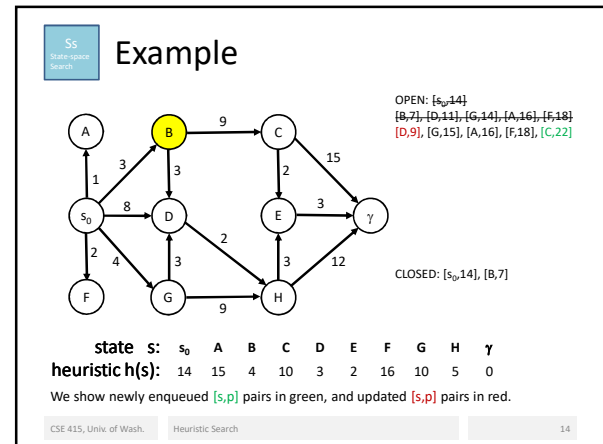 Ss
State-space
Search
Example
OPEN: [s₀,14]
[B,7], [D,11], [G,14], [A,16], [F,18]
[D,9], [G,15], [A,16], [F,18], [C,22]
A
B
9
C
3
1
3
2
15
s₀
8
D
E
3
γ
2
4
3
2
3
12
CLOSED: [s₀,14], [B,7]
F
G
9
H
state s: s₀ A B C D E F G H γ
heuristic h(s): 14 15 4 10 3 2 16 10 5 0
We show newly enqueued [s,p] pairs in green, and updated [s,p] pairs in red.
CSE 415, Univ. of Wash. Heuristic Search 14